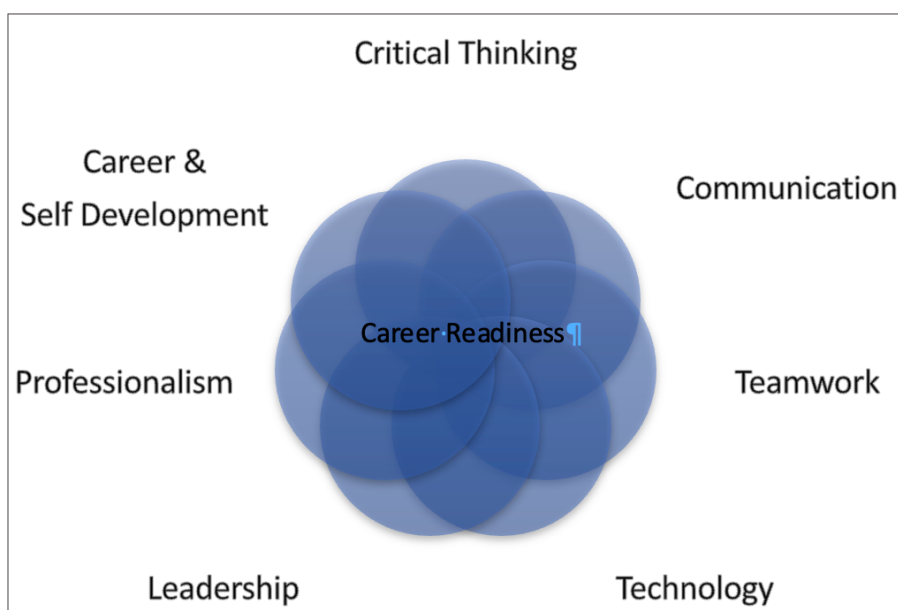 Critical Thinking
Career &
Self Development
Communication
Career·Readiness¶
Professionalism
Teamwork
Leadership
Technology